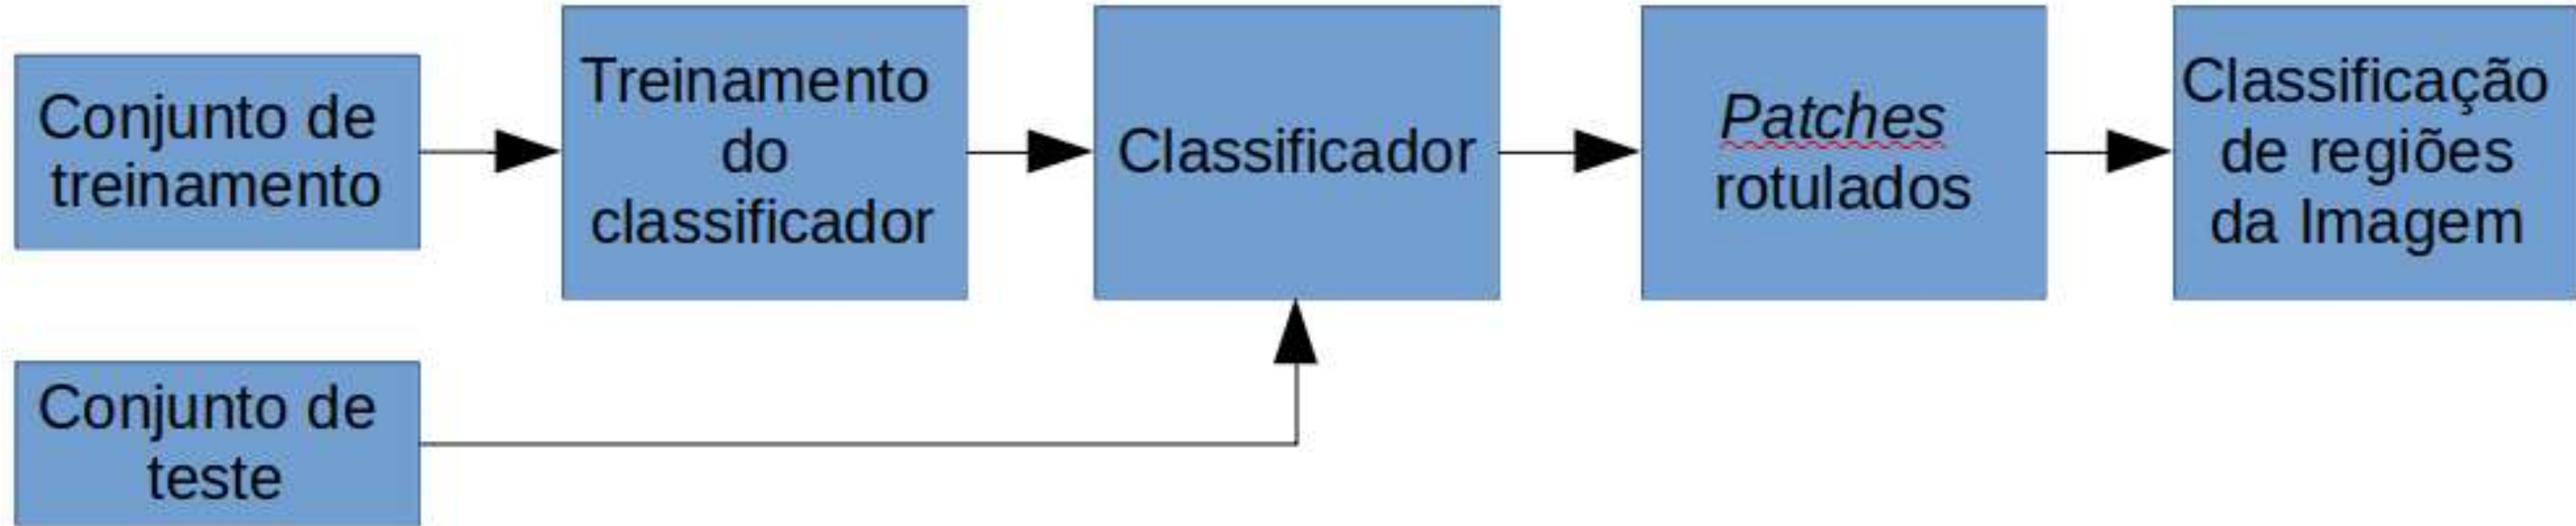 Conjunto de
treinamento
Treinamento
do
classificador
Classificador
Patches
rotulados
Classificação
de regiões
da Imagem
Conjunto de
teste